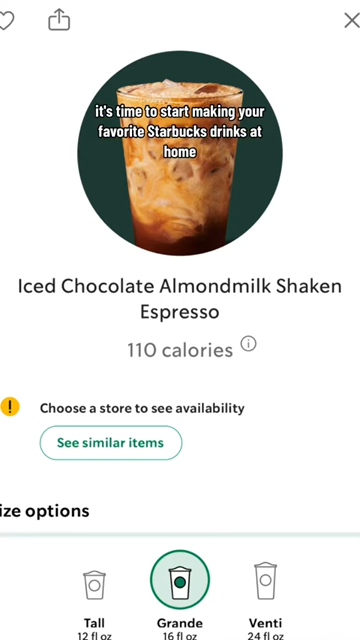 it's time to start making your
favorite Starbucks drinks at
home
Iced Chocolate Almondmilk Shaken
Espresso
110 calories
Choose a store to see availability
See similar items
ize options
Tall
Grande
Venti
12 fl oz
16 fl oz
24 fl oz